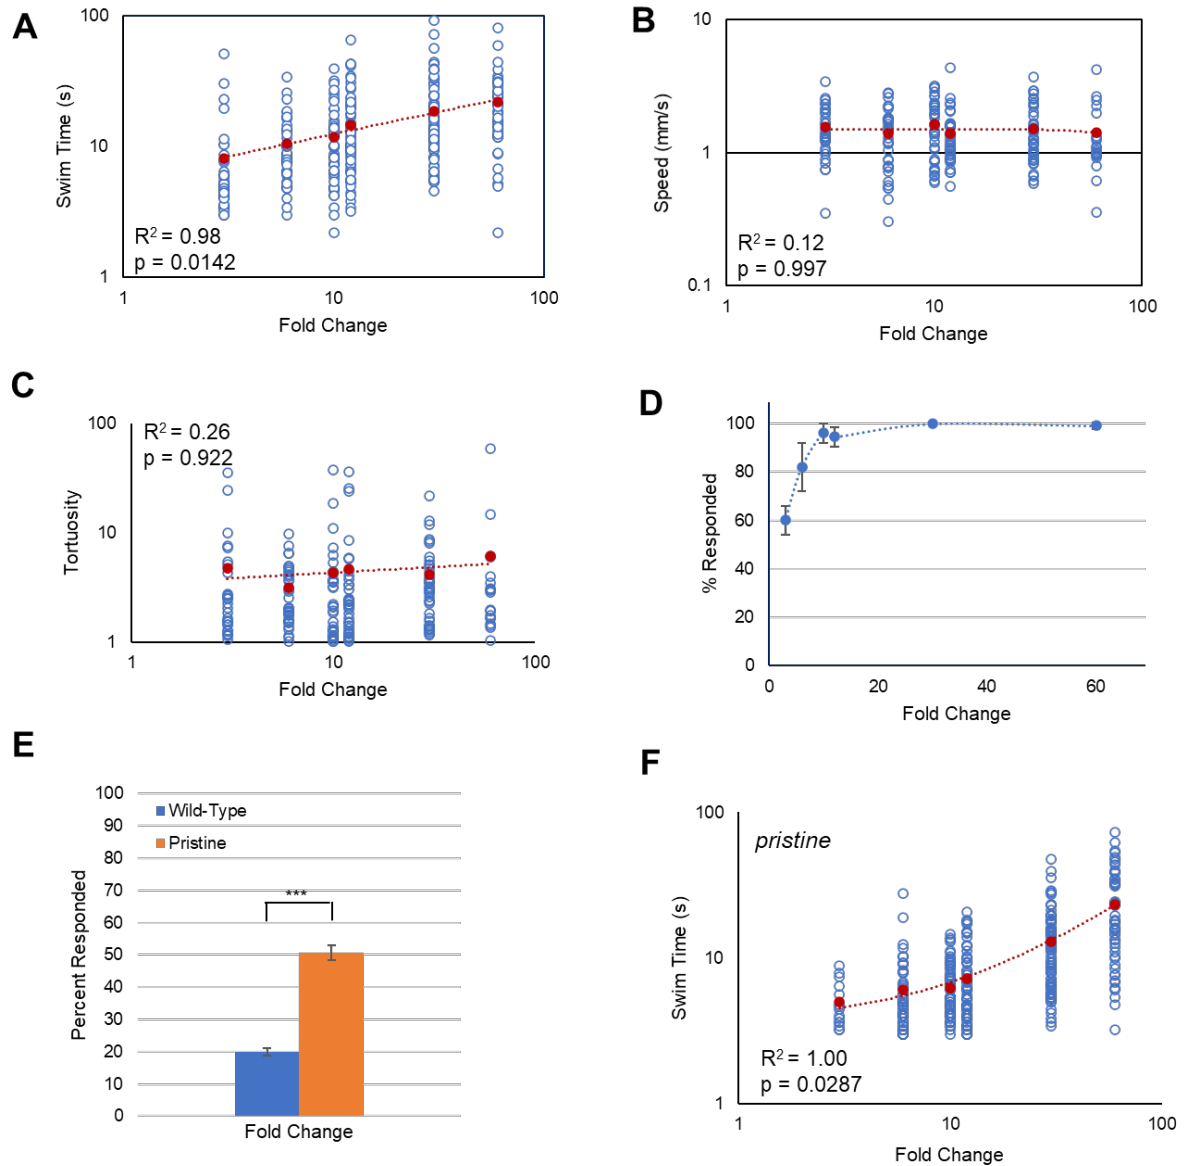 A
100
10
1
Swim Time (s)
R2 = 0.98
p = 0.0142
1 10 100
Fold Change
B
10
1
0.1
Speed (mm/s)
R2 = 0.12
p = 0.997
1 10 100
Fold Change
C
100
10
1
Tortuosity
R2 = 0.26
p = 0.922
1 10 100
Fold Change
D
100
80
60
40
20
0
% Responded
0 20 40 60
Fold Change
E
100
90
80
70
60
50
40
30
20
10
0
Percent Responded
Wild-Type
Pristine
***
Fold Change
F
100
10
1
Swim Time (s)
pristine
R2 = 1.00
p = 0.0287
1 10 100
Fold Change